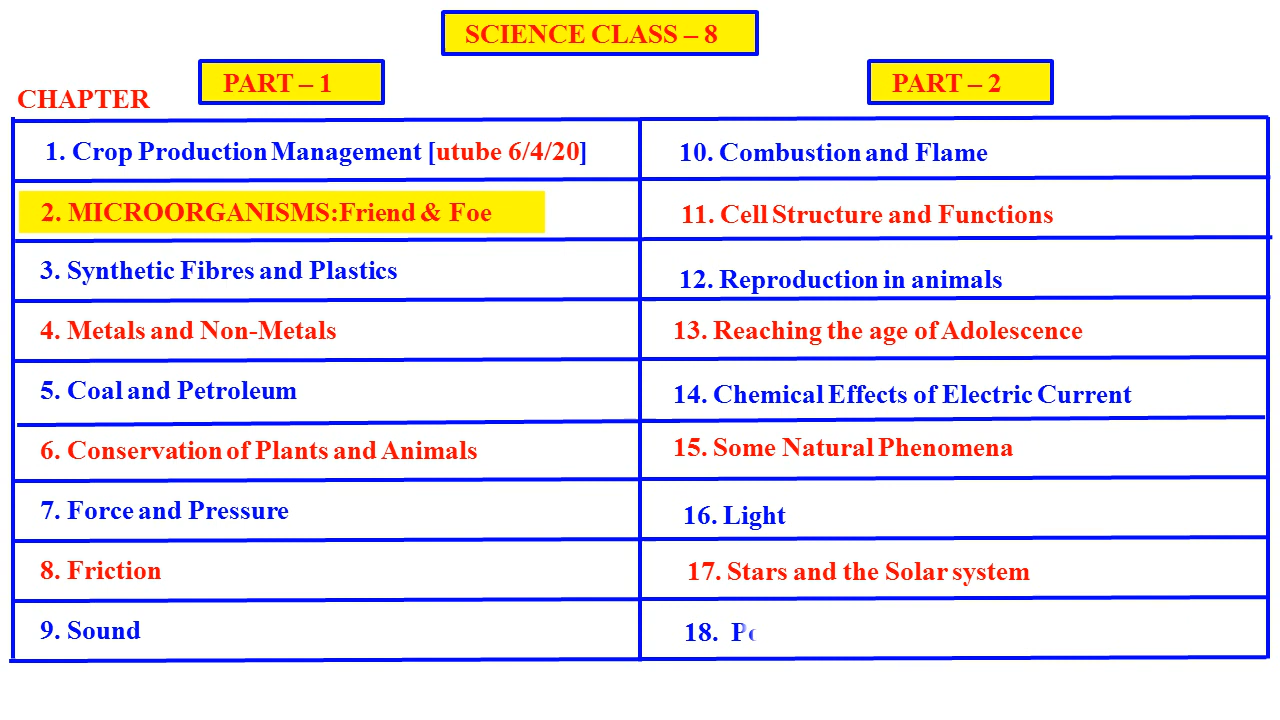 SCIENCE CLASS – 8
PART – 1
PART – 2
CHAPTER
1. Crop Production Management [utube 6/4/20]
2. MICROORGANISMS:Friend & Foe
3. Synthetic Fibres and Plastics
4. Metals and Non-Metals
5. Coal and Petroleum
6. Conservation of Plants and Animals
7. Force and Pressure
8. Friction
9. Sound
10. Combustion and Flame
11. Cell Structure and Functions
12. Reproduction in animals
13. Reaching the age of Adolescence
14. Chemical Effects of Electric Current
15. Some Natural Phenomena
16. Light
17. Stars and the Solar system
18.